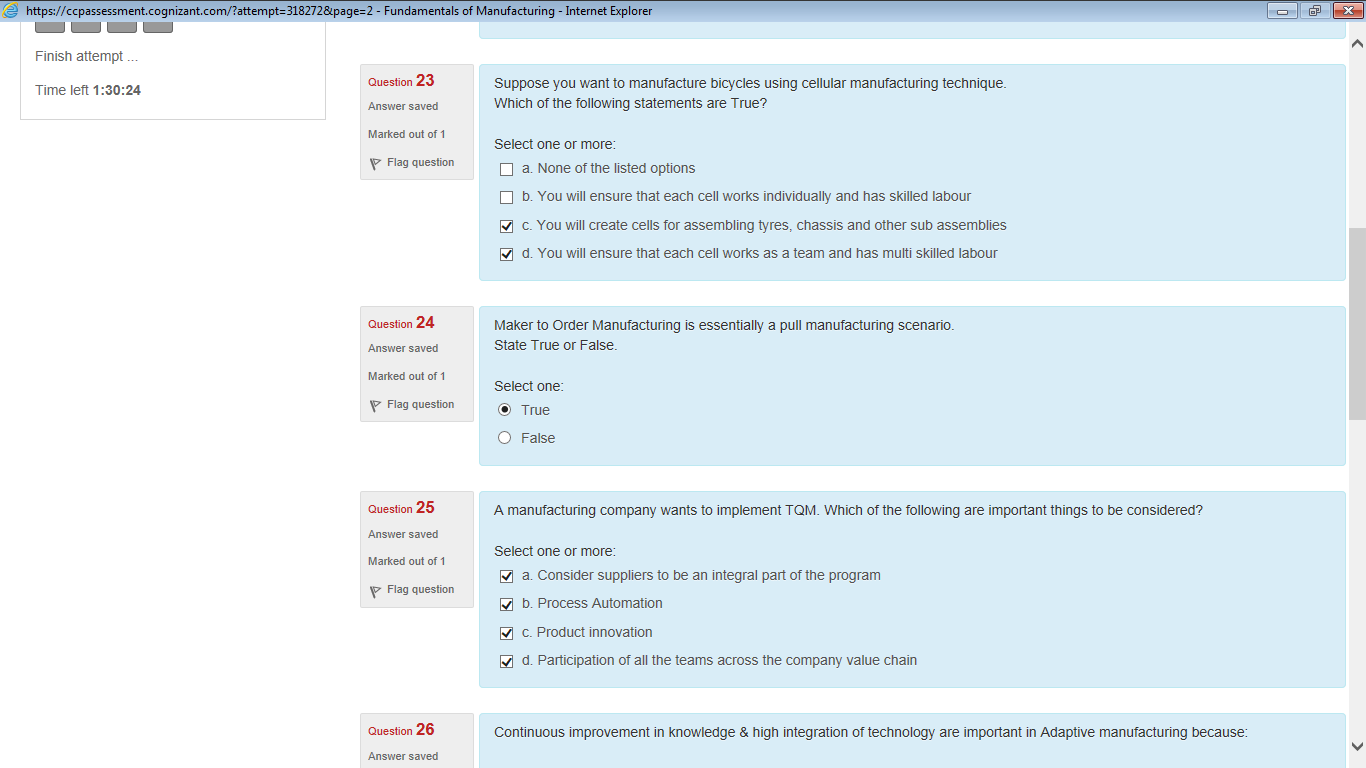 https://ccpassessment.cognizant.com/?attempt=318272&page=2 - Fundamentals of Manufacturing - Internet Explorer
Finish attempt ...
Time left 1:30:24
Question 23
Answer saved
Marked out of 1
Flag question
Suppose you want to manufacture bicycles using cellular manufacturing technique.
Which of the following statements are True?
Select one or more:
a. None of the listed options
b. You will ensure that each cell works individually and has skilled labour
c. You will create cells for assembling tyres, chassis and other sub assemblies
d. You will ensure that each cell works as a team and has multi skilled labour
Question 24
Answer saved
Marked out of 1
Flag question
Maker to Order Manufacturing is essentially a pull manufacturing scenario.
State True or False.
Select one:
True
False
Question 25
Answer saved
Marked out of 1
Flag question
A manufacturing company wants to implement TQM. Which of the following are important things to be considered?
Select one or more:
a. Consider suppliers to be an integral part of the program
b. Process Automation
c. Product innovation
d. Participation of all the teams across the company value chain
Question 26
Answer saved
Continuous improvement in knowledge & high integration of technology are important in Adaptive manufacturing because: